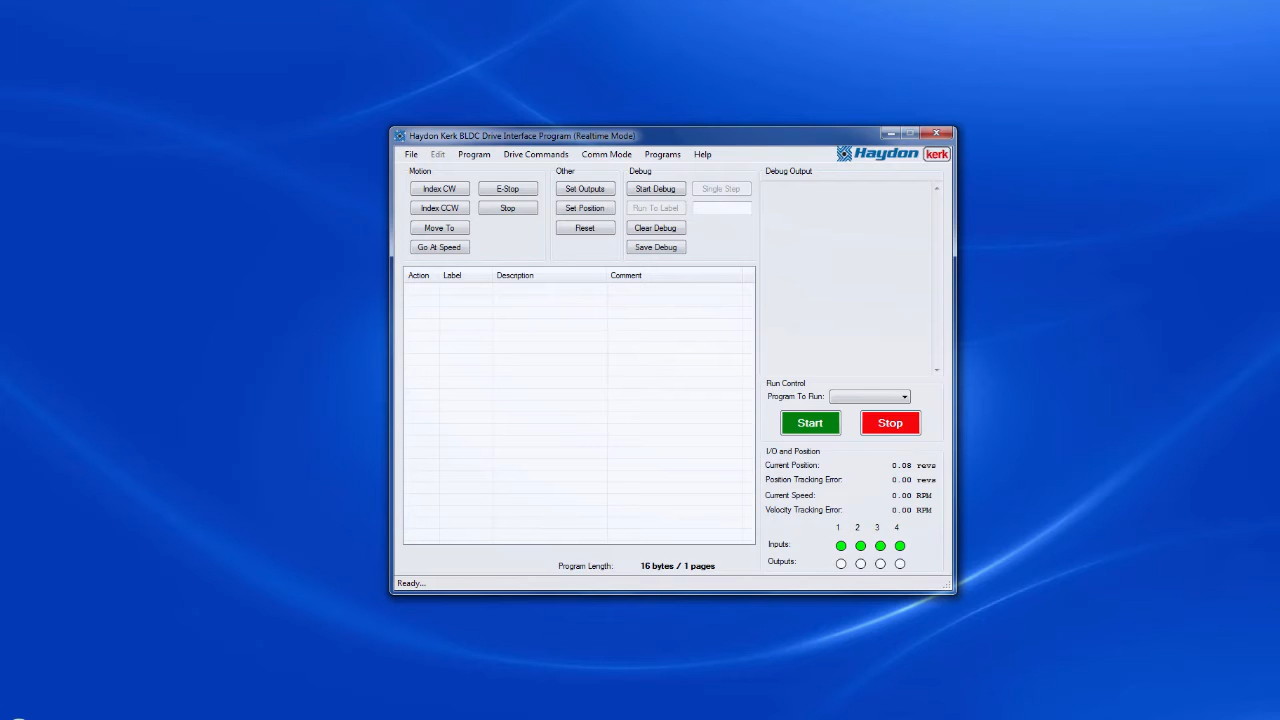 Haydon Kerk BLDC Drive Interface Program (Realtime Mode)
File Edit Program Drive Commands Comm Mode Programs Help
Haydon kerk
Motion Other Debug Debug Output
Index CW E-Stop Set Outputs Start Debug Single Step
Index CCW Stop Set Position Run To Label
Move To Reset Clear Debug
Go At Speed Save Debug
Action Label Description Comment
Run Control
Program To Run:
Start Stop
I/O and Position
Current Position: 0.08 revs
Position Tracking Error: 0.00 revs
Current Speed: 0.00 RPM
Velocity Tracking Error: 0.00 RPM
1 2 3 4
Inputs:
Outputs:
Program Length: 16 bytes / 1 pages
Ready...